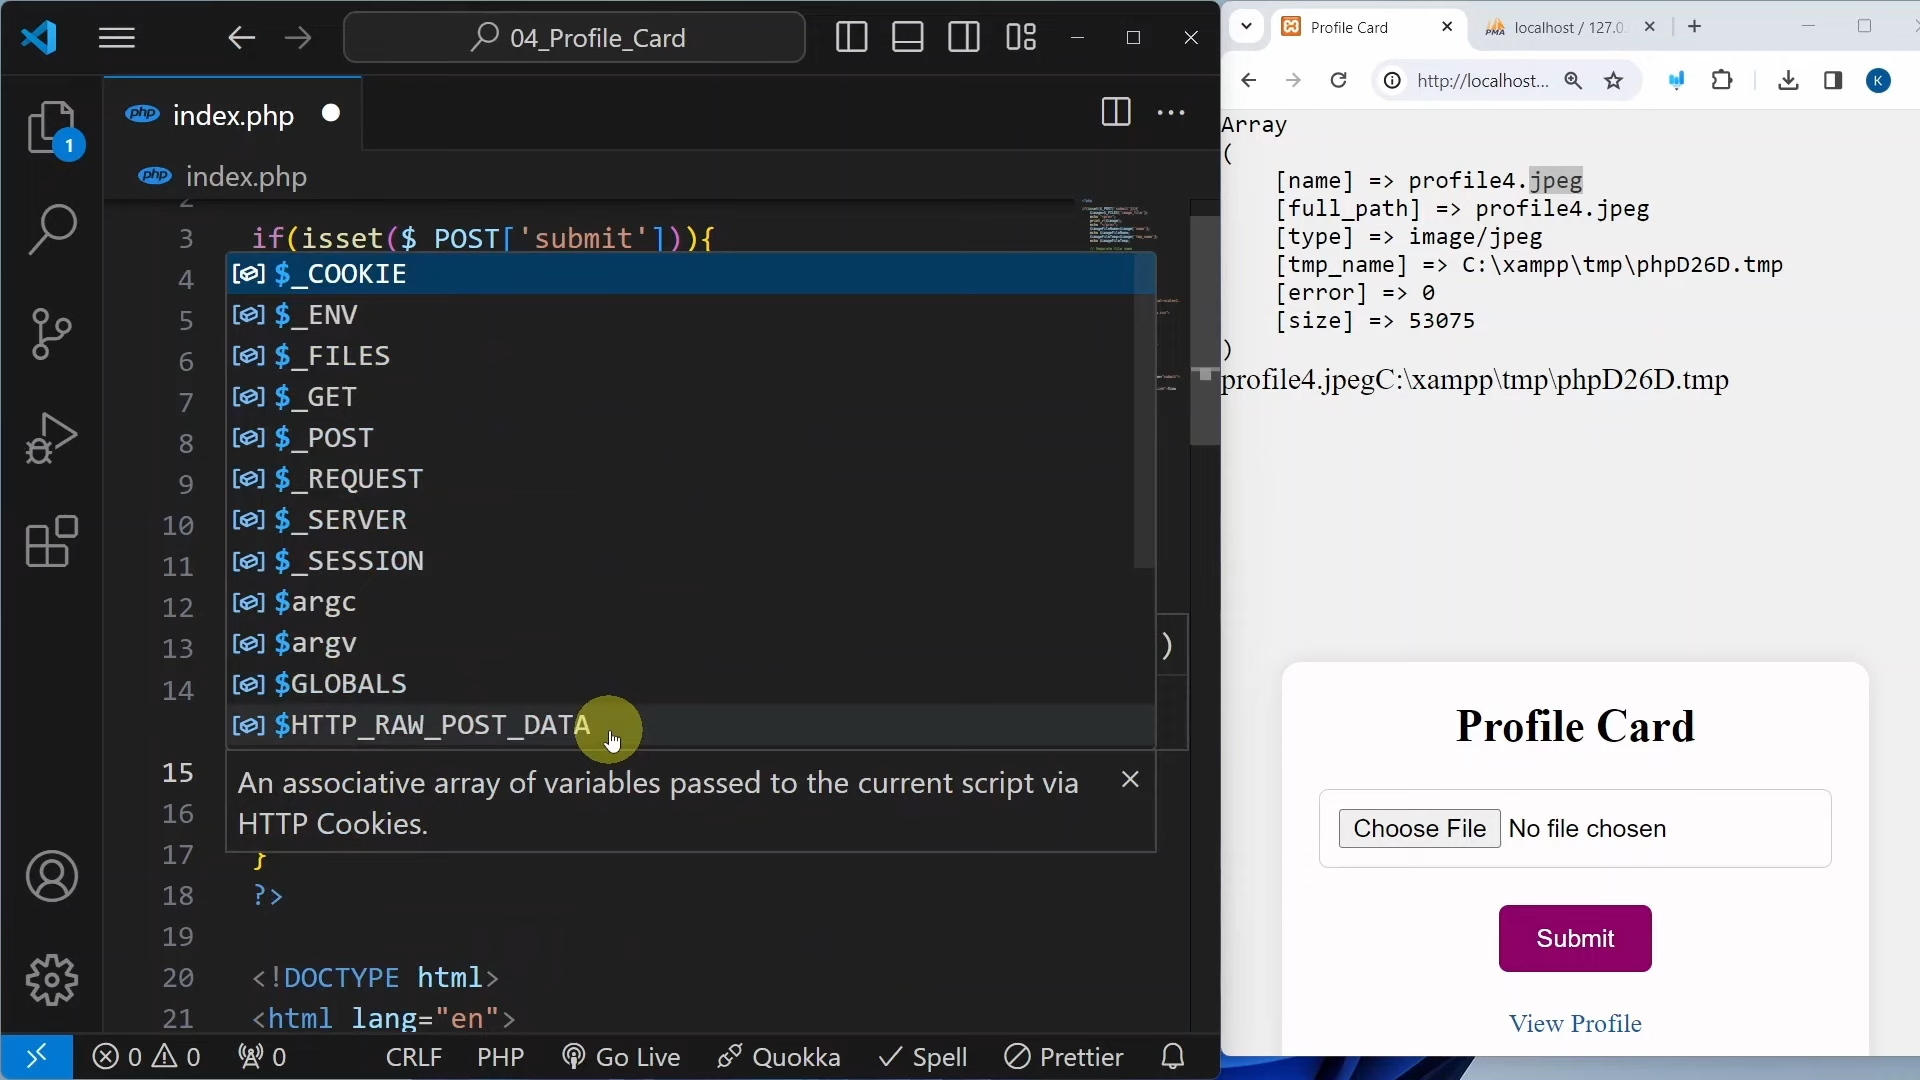 04_Profile_Card
php index.php
php index.php
1
2
3 if(isset($_POST['submit'])){
4
5
6
7
8
9
10
11
12
13
14
15
16
17 }
18 ?>
19
20 <!DOCTYPE html>
21 <html lang="en">
$_COOKIE
$_ENV
$_FILES
$_GET
$_POST
$_REQUEST
$_SERVER
$_SESSION
$argc
$argv
$GLOBALS
$HTTP_RAW_POST_DATA
)
An associative array of variables passed to the current script via
HTTP Cookies.
0 0 0 CRLF PHP Go Live Quokka Spell Prettier
Profile Card PMA localhost / 127.0.
http://localhost... K
Array
(
[name] => profile4.jpeg
[full_path] => profile4.jpeg
[type] => image/jpeg
[tmp_name] => C:\xampp\tmp\phpD26D.tmp
[error] => 0
[size] => 53075
)
profile4.jpegC:\xampp\tmp\phpD26D.tmp
Profile Card
Choose File No file chosen
Submit
View Profile